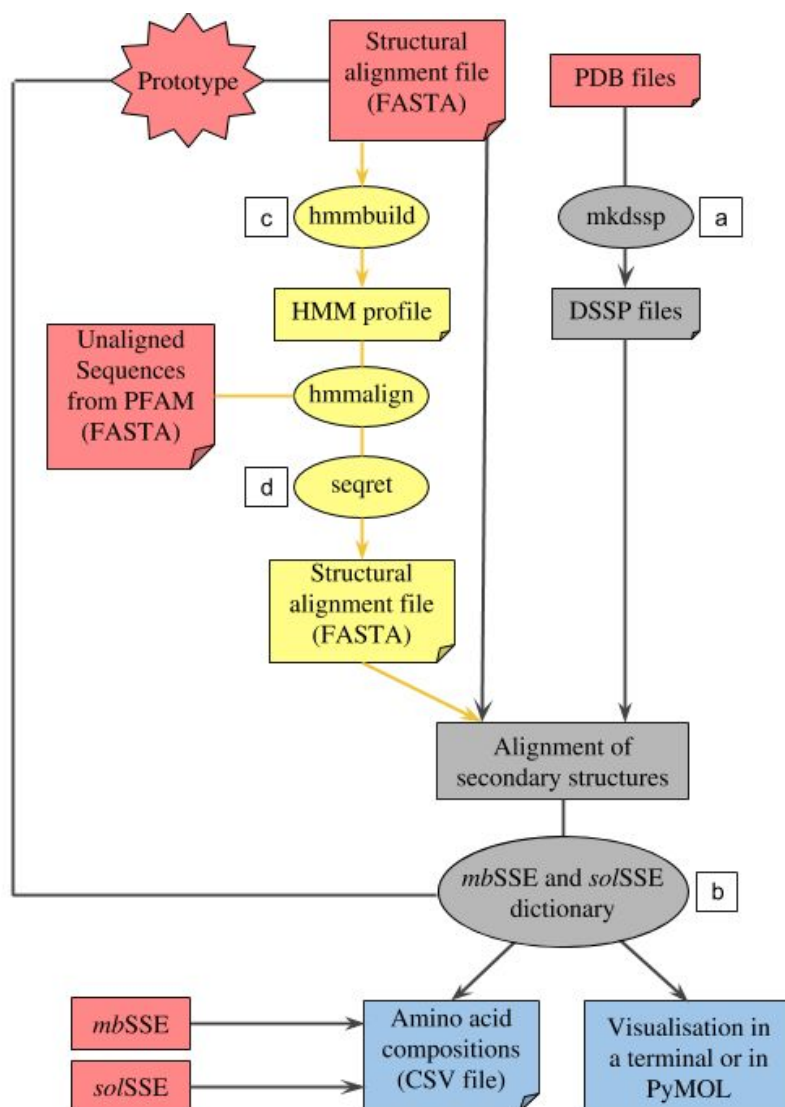 Prototype
Structural
alignment file
(FASTA)
PDB files
c
hmmbuild
mkdssp
a
HMM profile
DSSP files
Unaligned
Sequences
from PFAM
(FASTA)
hmmalign
d
seqret
Structural
alignment file
(FASTA)
Alignment of
secondary structures
mbSSE and solSSE
dictionary
b
mbSSE
solSSE
Amino acid
compositions
(CSV file)
Visualisation in
a terminal or in
PyMOL